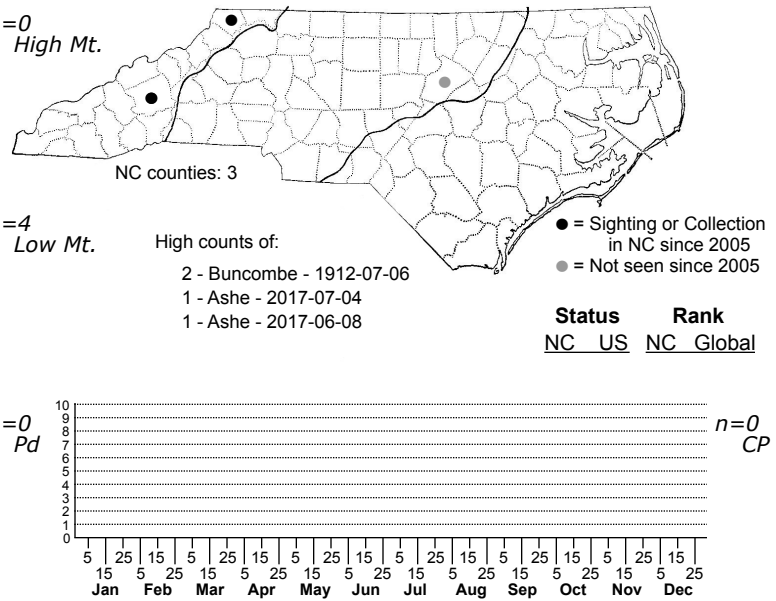 =0
High Mt.
NC counties: 3
=4
Low Mt.
High counts of:
2 - Buncombe - 1912-07-06
1 - Ashe - 2017-07-04
1 - Ashe - 2017-06-08
● = Sighting or Collection
in NC since 2005
● = Not seen since 2005
Status Rank
NC US NC Global
=0
Pd
n=0
CP
10
9
8
7
6
5
4
3
2
1
0
5 25 15 5 25 15 5 25 15 5 25 15 5 25 15 5 25 15
15 5 25 15 5 25 15 5 25 15 5 25 15 5 25 15 5 25
Jan Feb Mar Apr May Jun Jul Aug Sep Oct Nov Dec